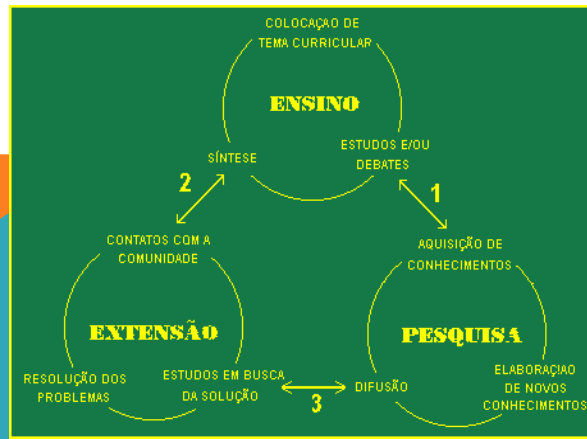 COLOCAÇÃO DE
TEMA CURRICULAR
ENSINO
ESTUDOS E/OU
DEBATES
SÍNTESE
2
1
CONTATOS COM A
COMUNIDADE
AQUISIÇÃO DE
CONHECIMENTOS
EXTENSÃO
PESQUISA
RESOLUÇÃO DOS
PROBLEMAS
ESTUDOS EM BUSCA
DA SOLUÇÃO
3
DIFUSÃO
ELABORAÇIAO
DE NOVOS
CONHECIMENTOS